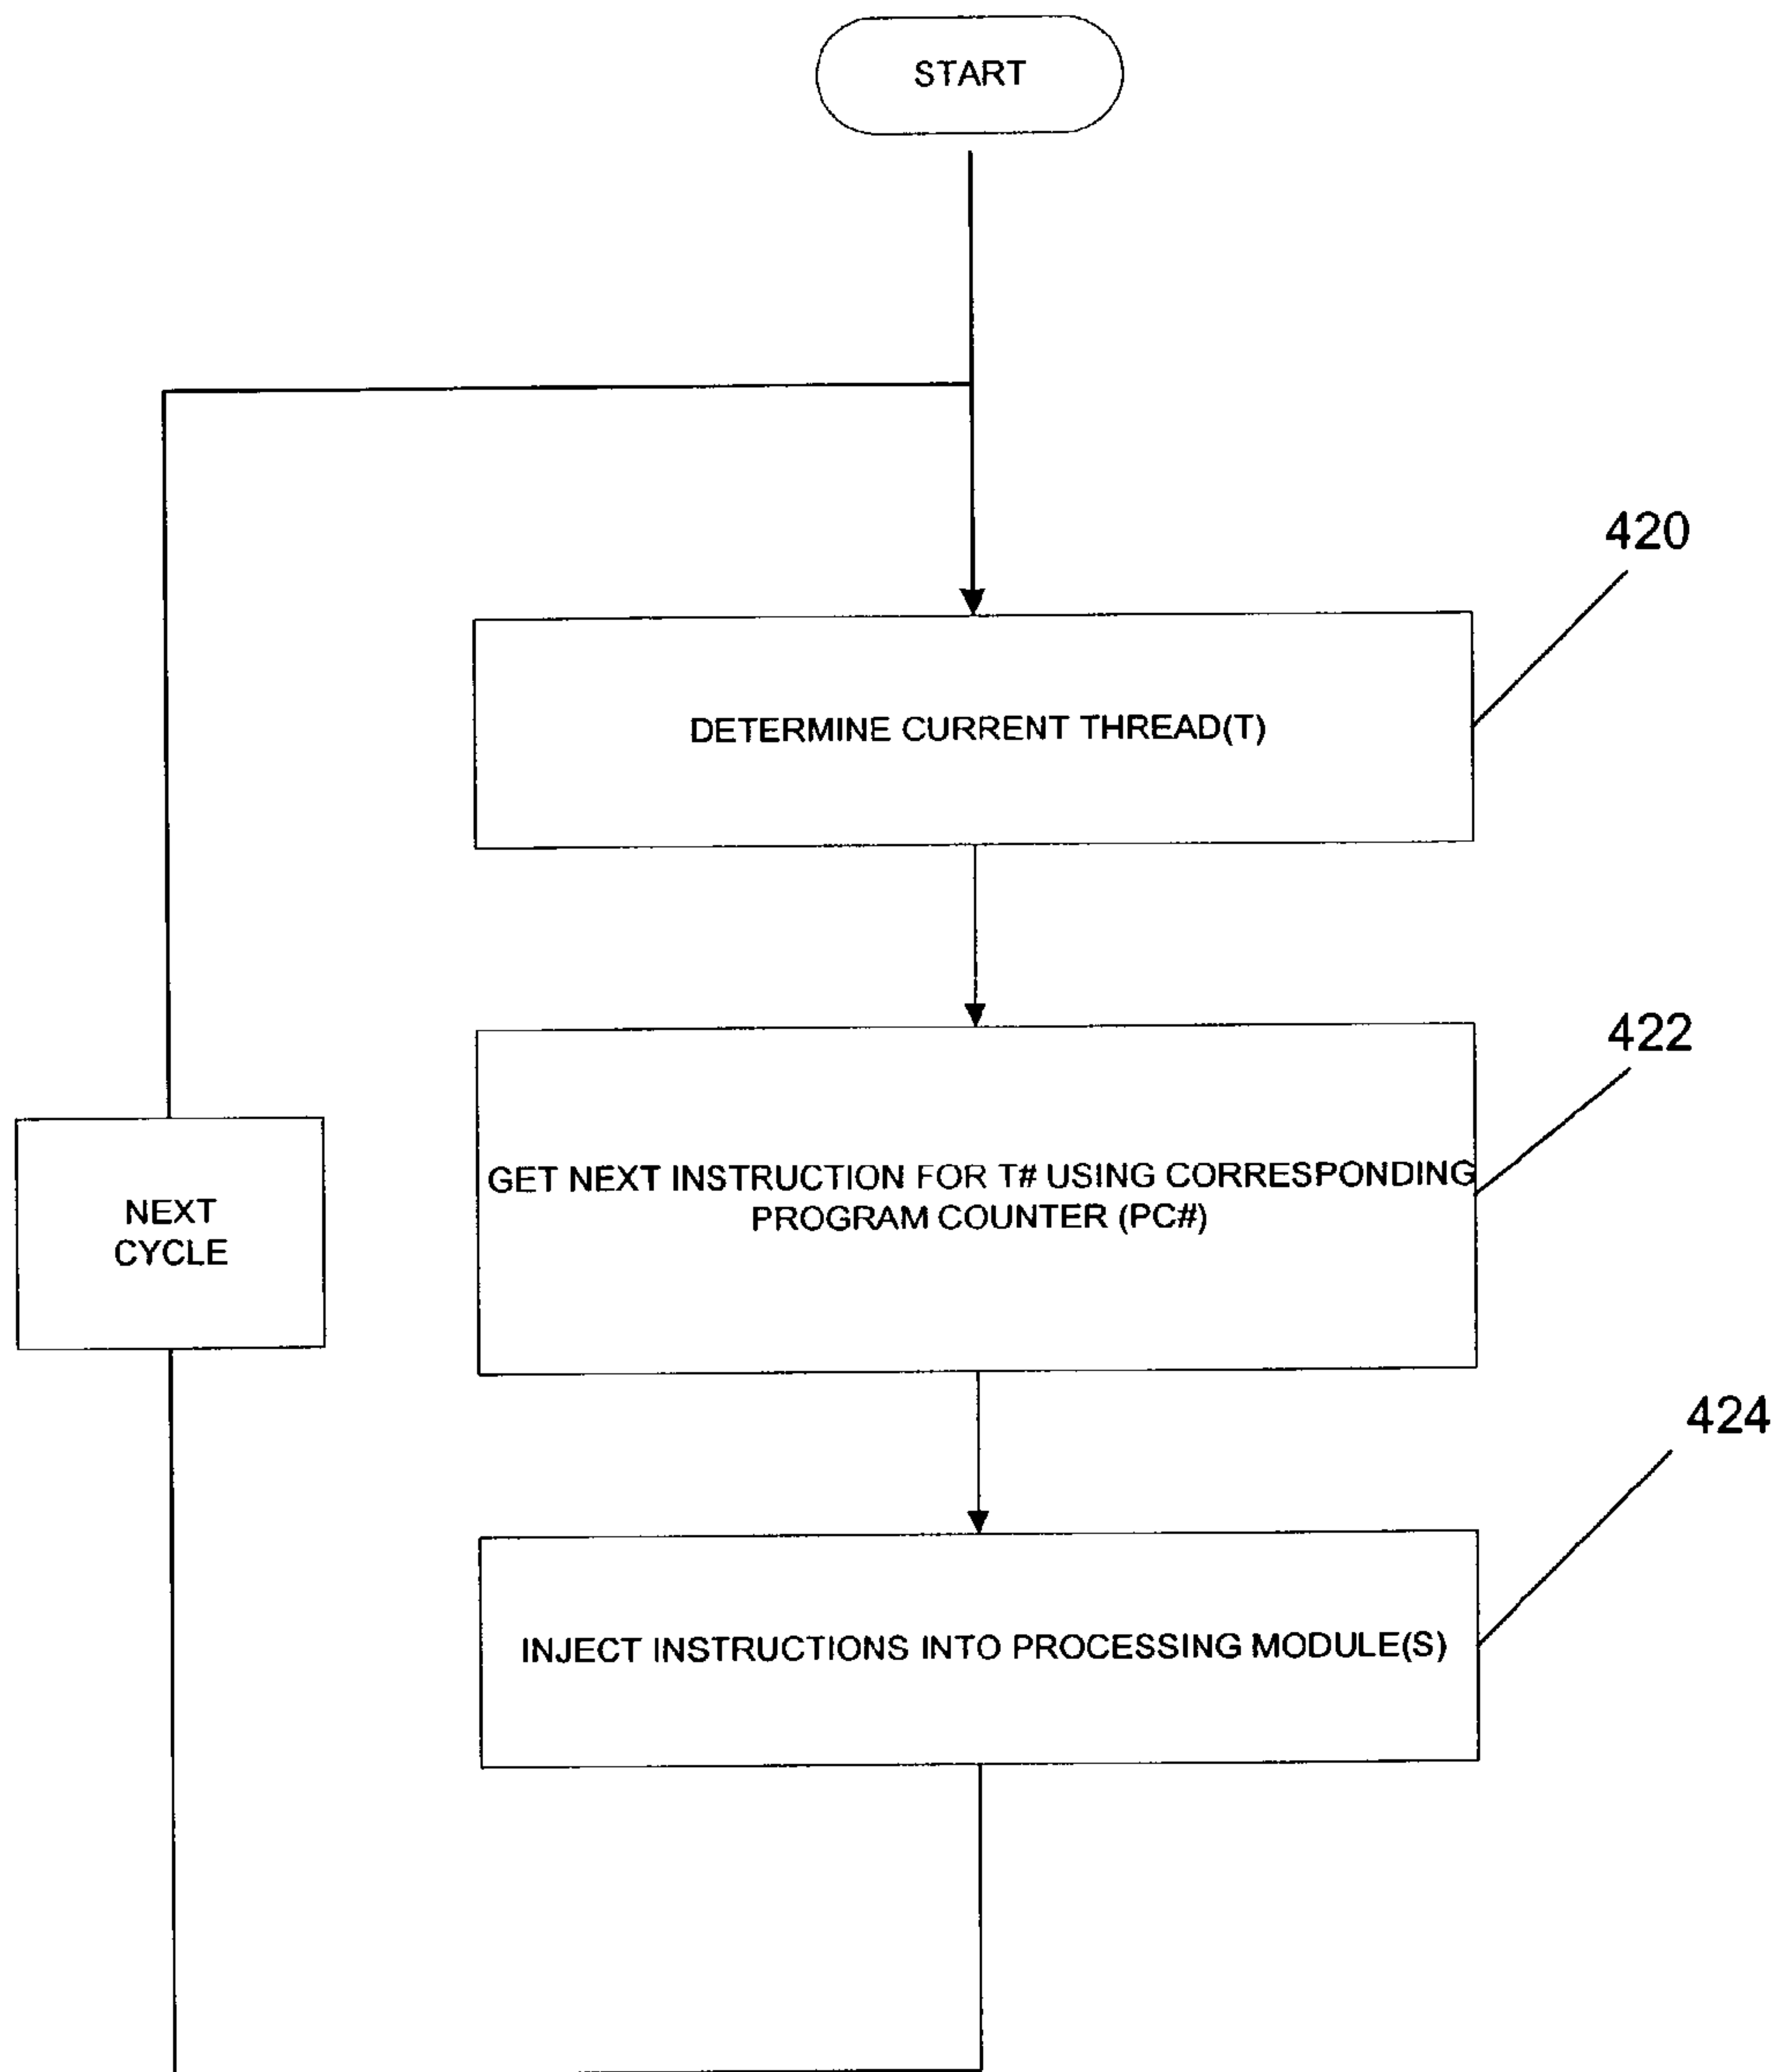 START
420
DETERMINE CURRENT THREAD(T)
422
GET NEXT INSTRUCTION FOR T# USING CORRESPONDING
PROGRAM COUNTER (PC#)
NEXT
CYCLE
424
INJECT INSTRUCTIONS INTO PROCESSING MODULE(S)